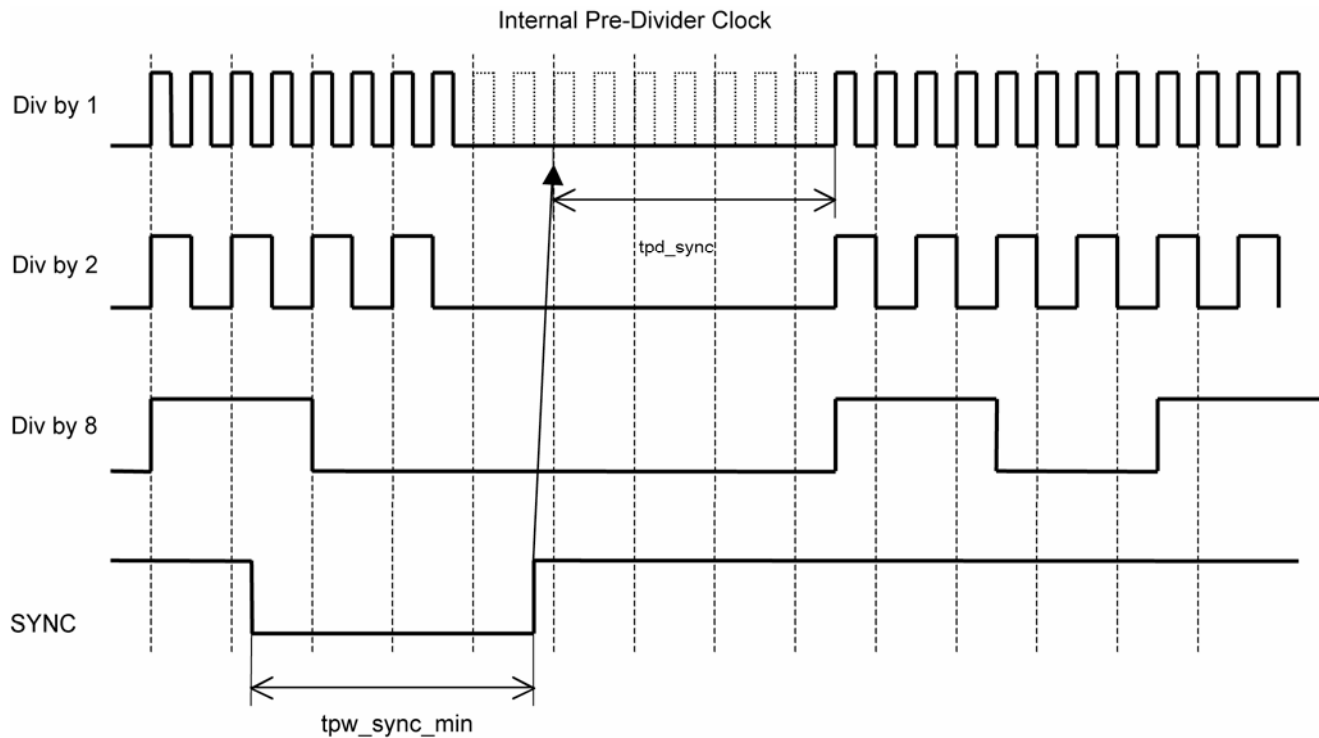 Internal Pre-Divider Clock
Div by 1
tpd_sync
Div by 2
Div by 8
SYNC
tpw_sync_min